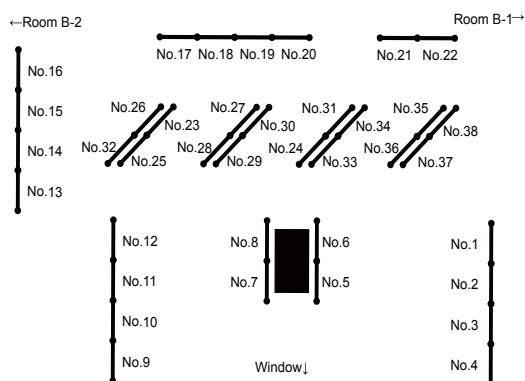 ←Room B-2
Room B-1→
No.17 No.18 No.19 No.20
No.21 No.22
No.16
No.15
No.14
No.13
No.26
No.23
No.32
No.25
No.27
No.30
No.28
No.29
No.31
No.34
No.24
No.33
No.35
No.38
No.36
No.37
No.12
No.11
No.10
No.9
No.8
No.7
No.6
No.5
No.1
No.2
No.3
No.4
Window↓